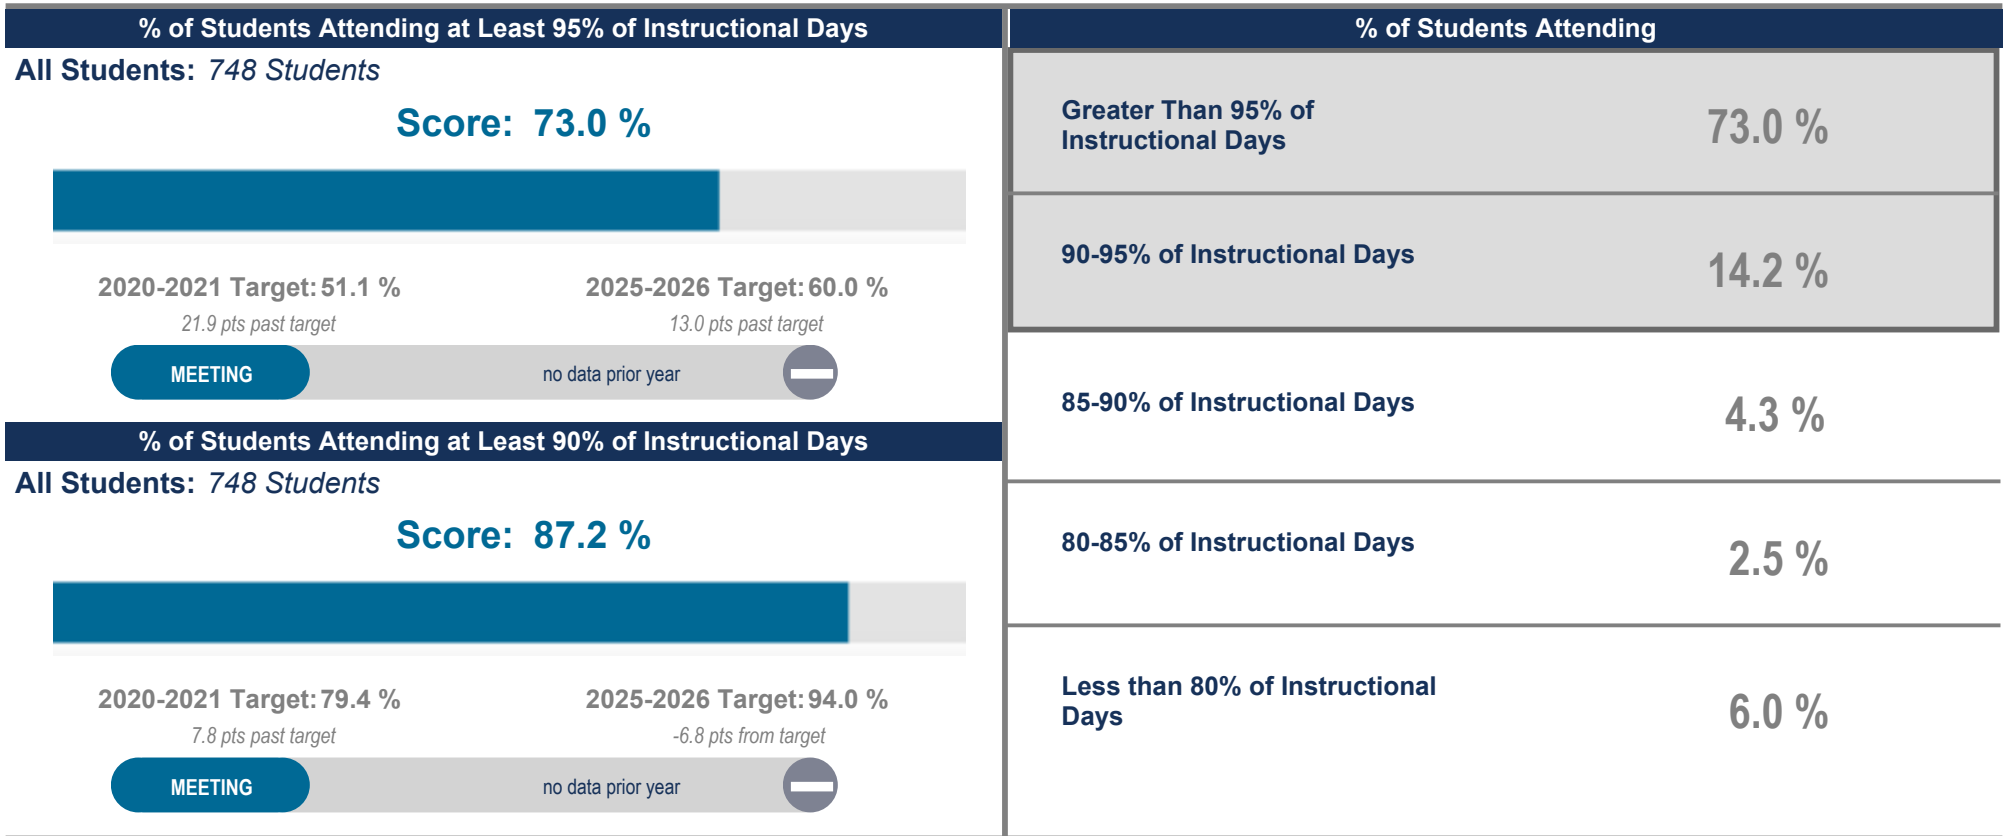 % of Students Attending at Least 95% of Instructional Days
All Students: 748 Students
Score: 73.0 %
2020-2021 Target: 51.1 %
21.9 pts past target
2025-2026 Target: 60.0 %
13.0 pts past target
MEETING
no data prior year
% of Students Attending at Least 90% of Instructional Days
All Students: 748 Students
Score: 87.2 %
2020-2021 Target: 79.4 %
7.8 pts past target
2025-2026 Target: 94.0 %
-6.8 pts from target
MEETING
no data prior year
% of Students Attending
Greater Than 95% of
Instructional Days
73.0 %
90-95% of Instructional Days
14.2 %
85-90% of Instructional Days
4.3 %
80-85% of Instructional Days
2.5 %
Less than 80% of Instructional
Days
6.0 %